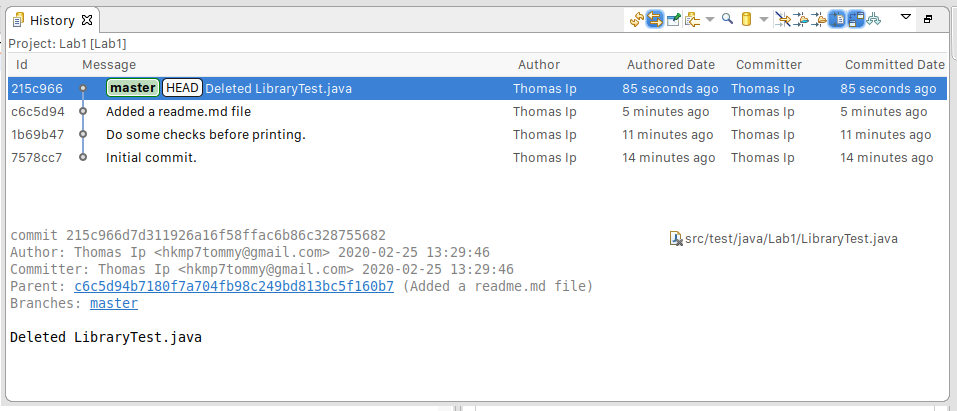 History
Project: Lab1 [Lab1]
Id Message Author Authored Date Committer Committed Date
215c966 master HEAD Deleted LibraryTest.java Thomas Ip 85 seconds ago Thomas Ip 85 seconds ago
c6c5d94 Added a readme.md file Thomas Ip 5 minutes ago Thomas Ip 5 minutes ago
1b69b47 Do some checks before printing. Thomas Ip 11 minutes ago Thomas Ip 11 minutes ago
7578cc7 Initial commit. Thomas Ip 14 minutes ago Thomas Ip 14 minutes ago
commit 215c966d7d311926a16f58ffac6b86c328755682
Author: Thomas Ip <hkmp7tommy@gmail.com> 2020-02-25 13:29:46
Committer: Thomas Ip <hkmp7tommy@gmail.com> 2020-02-25 13:29:46
Parent: c6c5d94b7180f7a704fb98c249bd813bc5f160b7 (Added a readme.md file)
Branches: master
Deleted LibraryTest.java
src/test/java/Lab1/LibraryTest.java